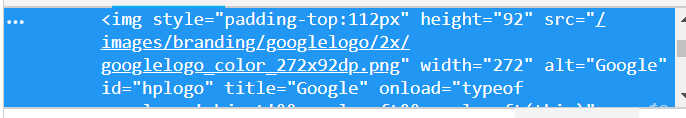 ... <img style="padding-top:112px" height="92" src="/
images/branding/googlelogo/2x/
googlelogo_color_272x92dp.png" width="272" alt="Google"
id="hplogo" title="Google" onload="typeof